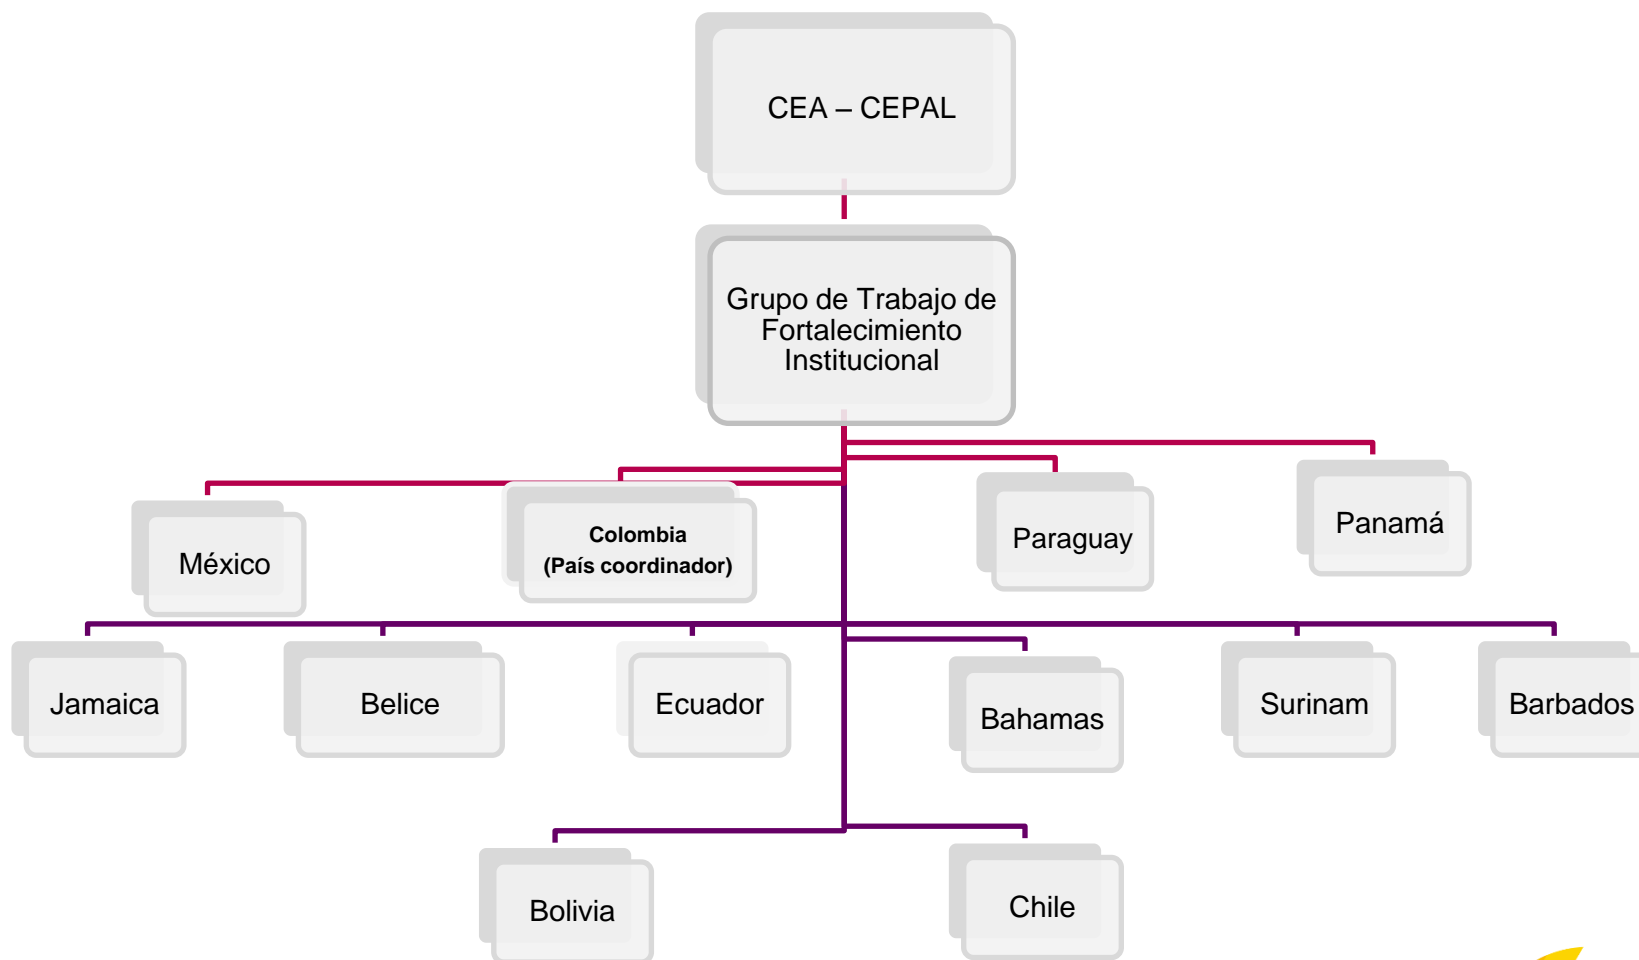 CEA – CEPAL
Grupo de Trabajo de
Fortalecimiento
Institucional
México
Colombia
(País coordinador)
Paraguay
Panamá
Jamaica
Belice
Ecuador
Bahamas
Surinam
Barbados
Bolivia
Chile